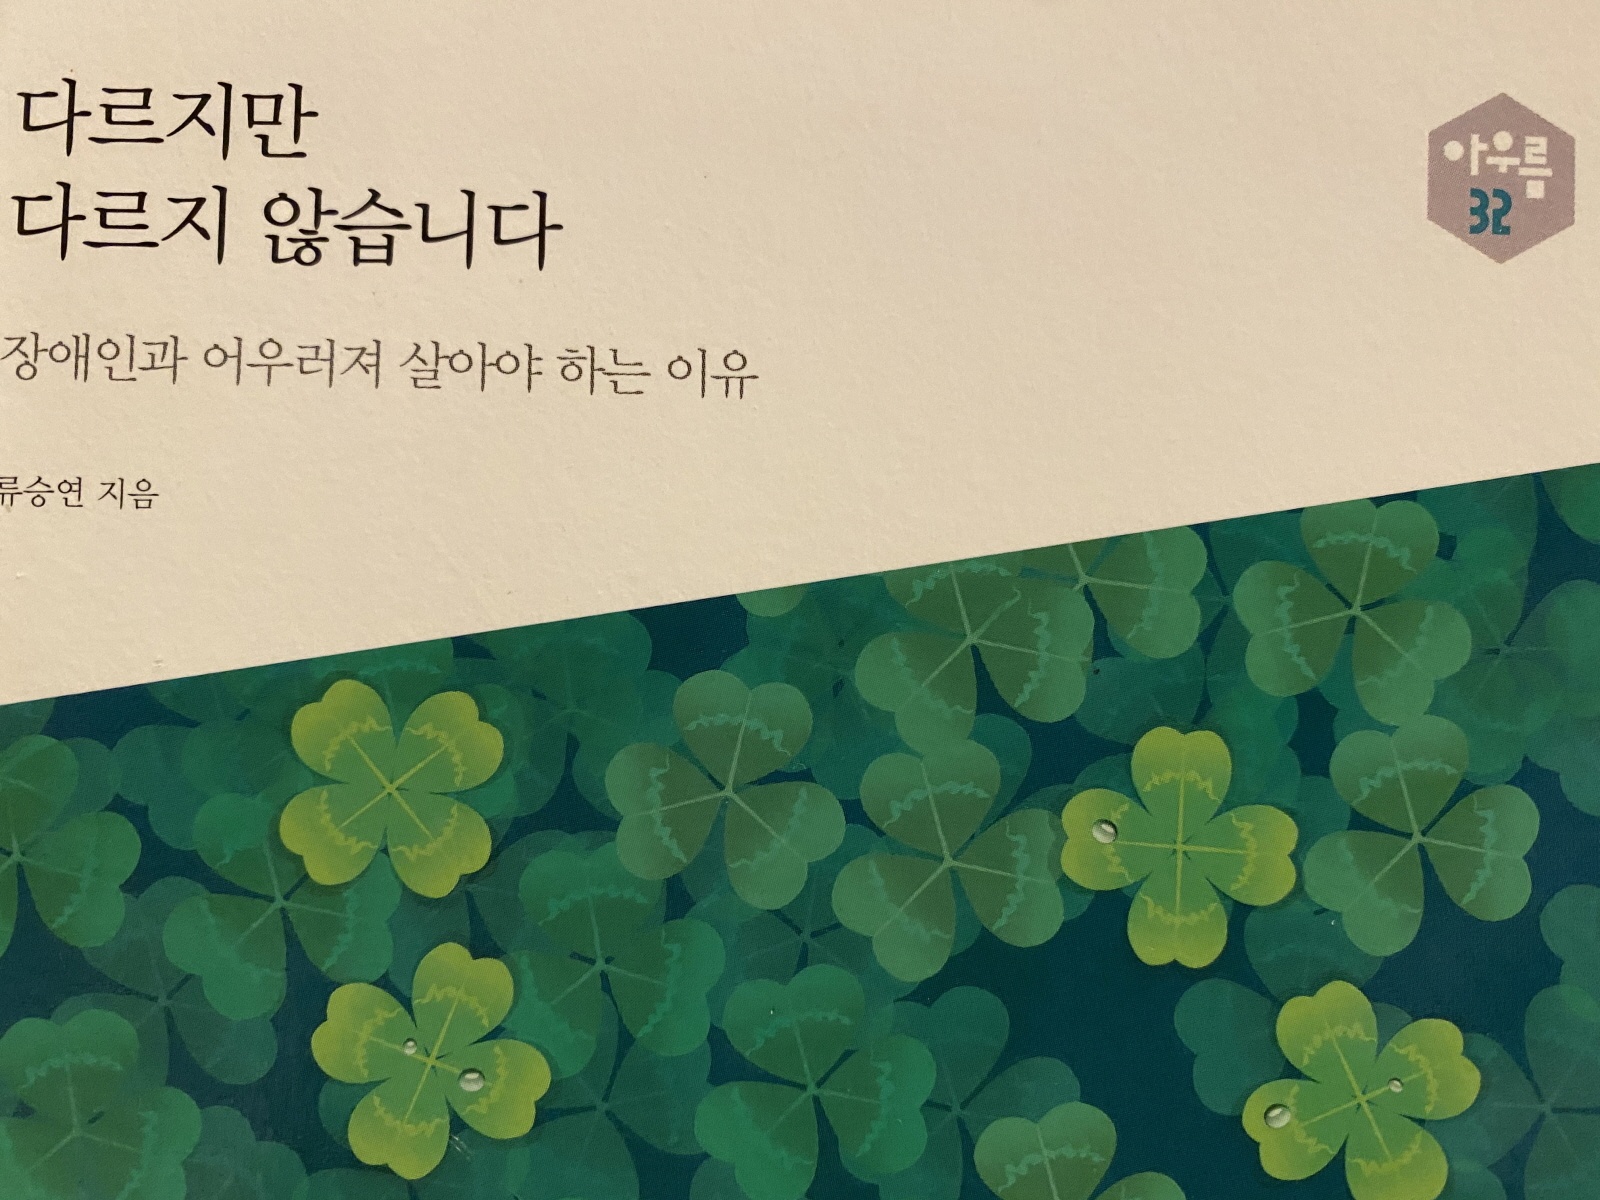 다르지만
다르지 않습니다
장애인과 어우러져 살아야 하는 이유
류승연 지음
아우름
32